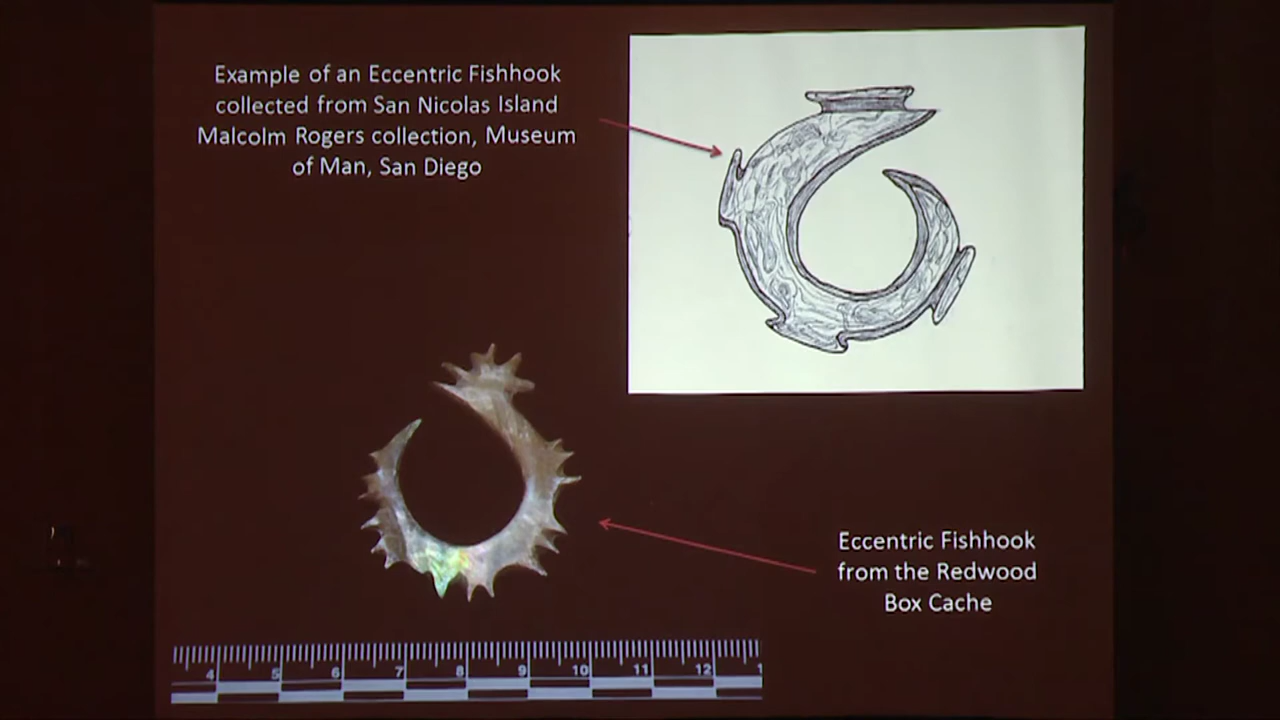 Example of an Eccentric Fishhook
collected from San Nicolas Island
Malcolm Rogers collection, Museum
of Man, San Diego
Eccentric Fishhook
from the Redwood
Box Cache
4 5 6 7 8 9 10 11 12 1